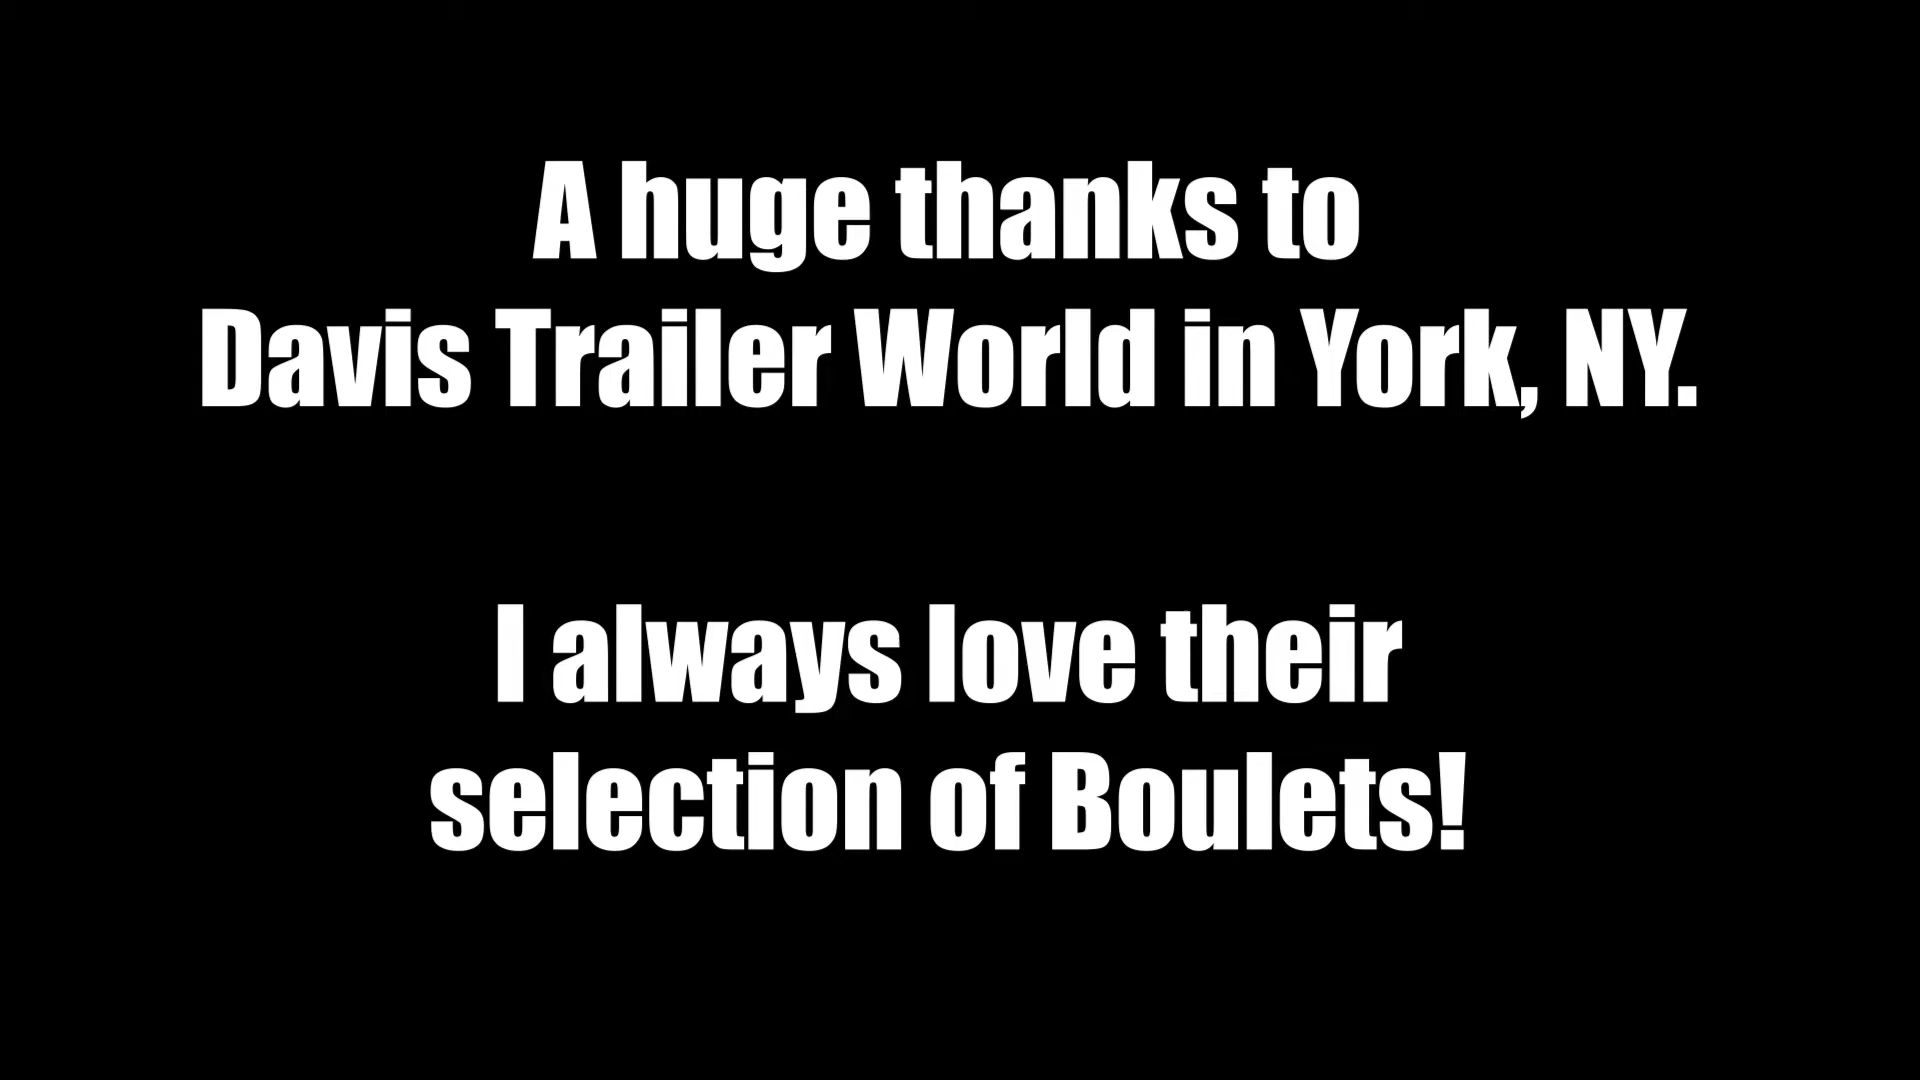 A huge thanks to
Davis Trailer World in York, NY.
I always love their
selection of Boulets!